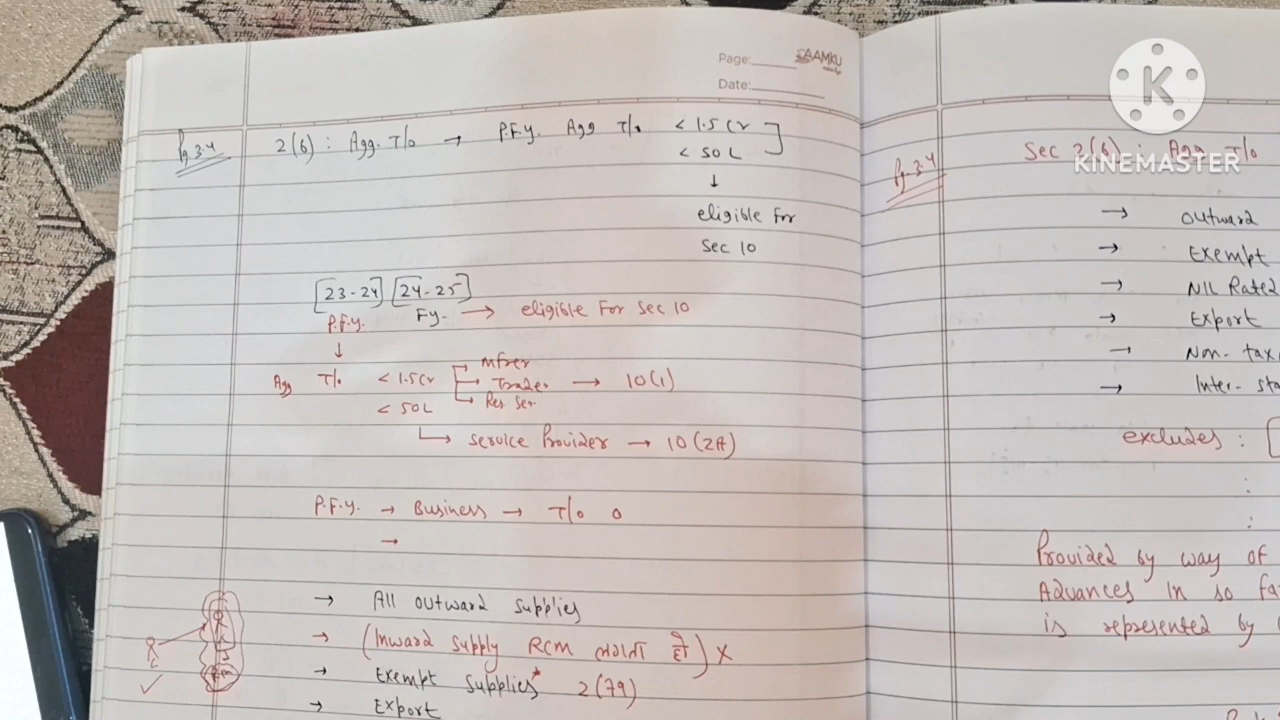 Page: SAAMKU
Date:
Pg 3.4 2(6) : Agg. T/o → P.F.Y. Agg T/o < 1.5 Cr
< 50 L
↓
eligible For
Sec 10
[23-24] [24-25]
P.F.Y. Fy. → eligible For Sec 10
↓
Agg T/o < 1.5 Cr → Mfrer
→ Trader → 10(1)
→ Res Ser
< 50 L
→ Service Provider → 10(2A)
P.F.Y. → Business → T/o 0
→
→ All outward supplies
→ (Inward Supply RCM वाली है) X
→ Exempt Supplies* 2(79)
→ Export
K
KINEMASTER
Pg 3.4 Sec 2(6) : Agg T/o
→ outward
→ Exempt
→ NIL Rated
→ Export
→ Non-tax
→ Inter-st
excludes :
:
:
Provided by way of
Advances In so fa
is represented by